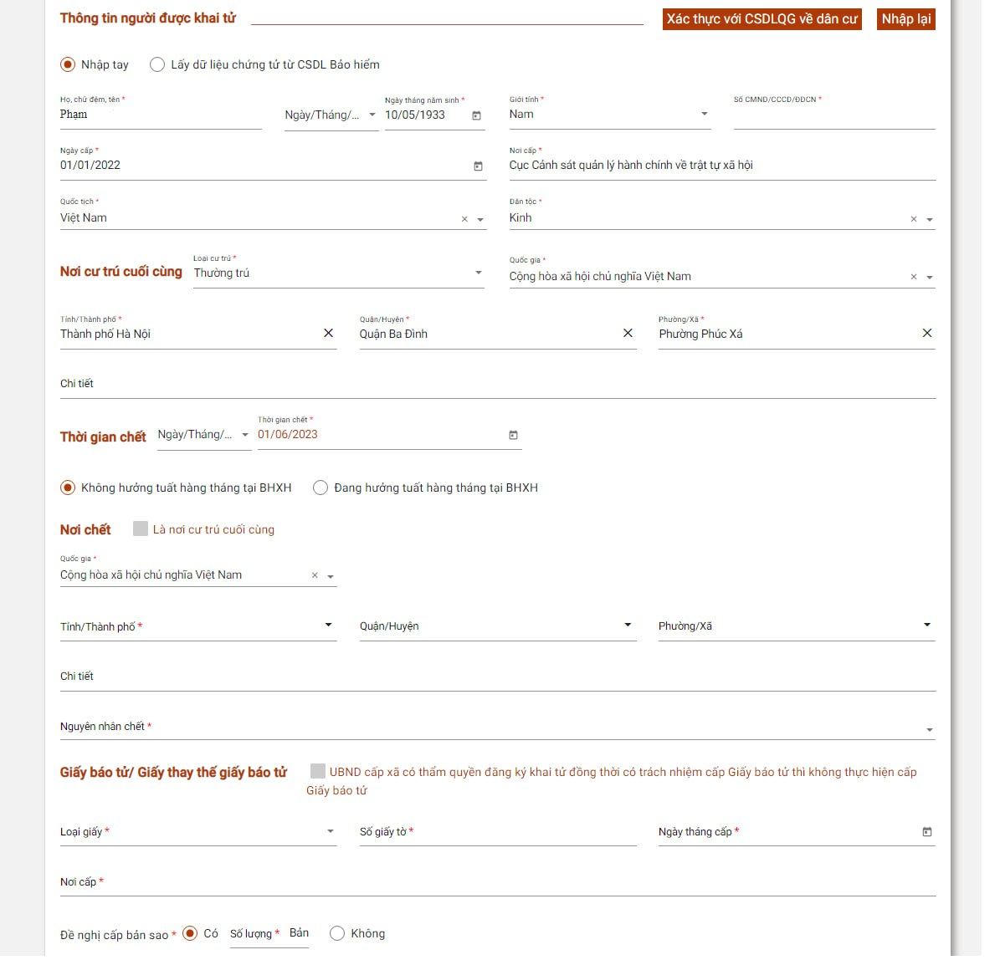 Thông tin người được khai tử
Xác thực với CSDLQG về dân cư
Nhập lại
Nhập tay
Lấy dữ liệu chứng tử từ CSDL Bảo hiểm
Họ, chữ đệm, tên *
Phạm
Ngày/Tháng/...
Ngày tháng năm sinh *
10/05/1933
Giới tính *
Nam
Số CMND/CCCD/ĐDCN *
Ngày cấp *
01/01/2022
Nơi cấp *
Cục Cảnh sát quản lý hành chính về trật tự xã hội
Quốc tịch *
Việt Nam
Dân tộc *
Kinh
Nơi cư trú cuối cùng
Loại cư trú *
Thường trú
Quốc gia *
Cộng hòa xã hội chủ nghĩa Việt Nam
Tỉnh/Thành phố *
Thành phố Hà Nội
Quận/Huyện *
Quận Ba Đình
Phường/Xã *
Phường Phúc Xá
Chi tiết
Thời gian chết
Ngày/Tháng/...
Thời gian chết *
01/06/2023
Không hưởng tuất hàng tháng tại BHXH
Đang hưởng tuất hàng tháng tại BHXH
Nơi chết
Là nơi cư trú cuối cùng
Quốc gia *
Cộng hòa xã hội chủ nghĩa Việt Nam
Tỉnh/Thành phố *
Quận/Huyện
Phường/Xã
Chi tiết
Nguyên nhân chết *
Giấy báo tử/ Giấy thay thế giấy báo tử
UBND cấp xã có thẩm quyền đăng ký khai tử đồng thời có trách nhiệm cấp Giấy báo tử thì không thực hiện cấp
Giấy báo tử
Loại giấy *
Số giấy tờ *
Ngày tháng cấp *
Nơi cấp *
Đề nghị cấp bản sao *
Có
Số lượng *
Bản
Không